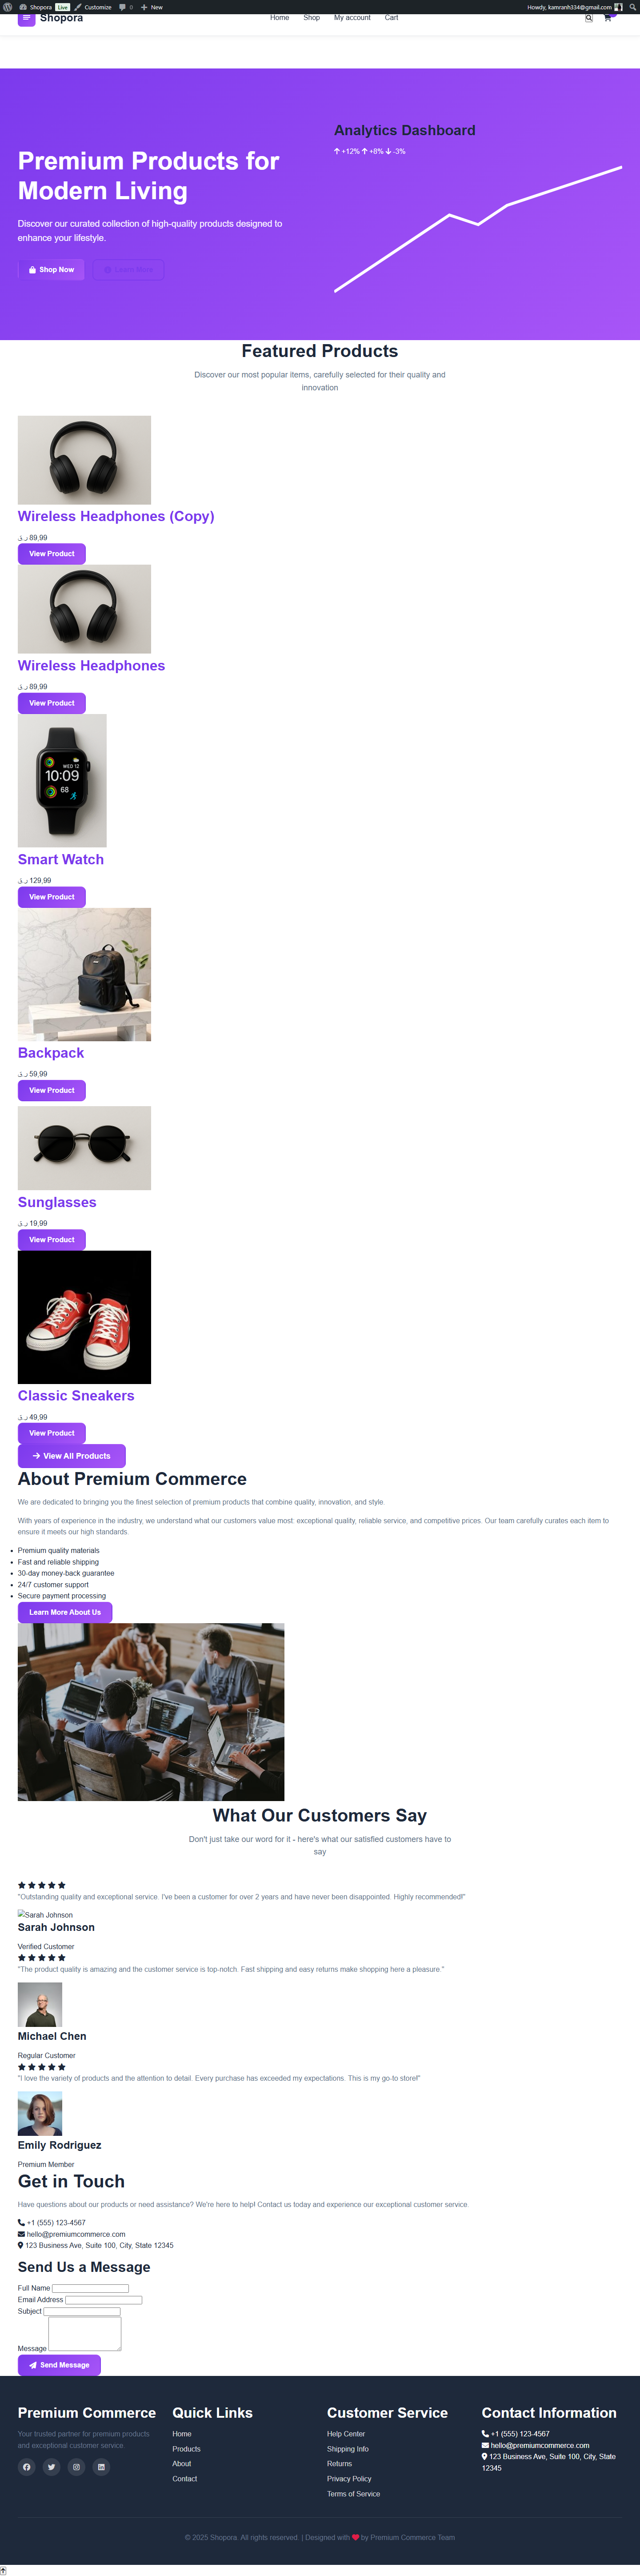 Shopora Live Customize 0 New Howdy, kamranh334@gmail.com
Shopora Home Shop My account Cart
Analytics Dashboard
+12% +8% -3%
Premium Products for
Modern Living
Discover our curated collection of high-quality products designed to
enhance your lifestyle.
Shop Now Learn More
Featured Products
Discover our most popular items, carefully selected for their quality and
innovation
Wireless Headphones (Copy)
ر.ق 89,99
View Product
Wireless Headphones
ر.ق 89,99
View Product
WED 12
10:09
68
Smart Watch
ر.ق 129,99
View Product
Backpack
ر.ق 59,99
View Product
Sunglasses
ر.ق 19,99
View Product
Classic Sneakers
ر.ق 49,99
View Product
View All Products
About Premium Commerce
We are dedicated to bringing you the finest selection of premium products that combine quality, innovation, and style.
With years of experience in the industry, we understand what our customers value most: exceptional quality, reliable service, and competitive prices. Our team carefully curates each item to
ensure it meets our high standards.
Premium quality materials
Fast and reliable shipping
30-day money-back guarantee
24/7 customer support
Secure payment processing
Learn More About Us
What Our Customers Say
Don't just take our word for it - here's what our satisfied customers have to
say
"Outstanding quality and exceptional service. I've been a customer for over 2 years and have never been disappointed. Highly recommended!"
Sarah Johnson
Sarah Johnson
Verified Customer
"The product quality is amazing and the customer service is top-notch. Fast shipping and easy returns make shopping here a pleasure."
Michael Chen
Regular Customer
"I love the variety of products and the attention to detail. Every purchase has exceeded my expectations. This is my go-to store!"
Emily Rodriguez
Premium Member
Get in Touch
Have questions about our products or need assistance? We're here to help! Contact us today and experience our exceptional customer service.
+1 (555) 123-4567
hello@premiumcommerce.com
123 Business Ave, Suite 100, City, State 12345
Send Us a Message
Full Name
Email Address
Subject
Message
Send Message
Premium Commerce
Your trusted partner for premium products
and exceptional customer service.
Quick Links
Home
Products
About
Contact
Customer Service
Help Center
Shipping Info
Returns
Privacy Policy
Terms of Service
Contact Information
+1 (555) 123-4567
hello@premiumcommerce.com
123 Business Ave, Suite 100, City, State
12345
© 2025 Shopora. All rights reserved. | Designed with ❤ by Premium Commerce Team